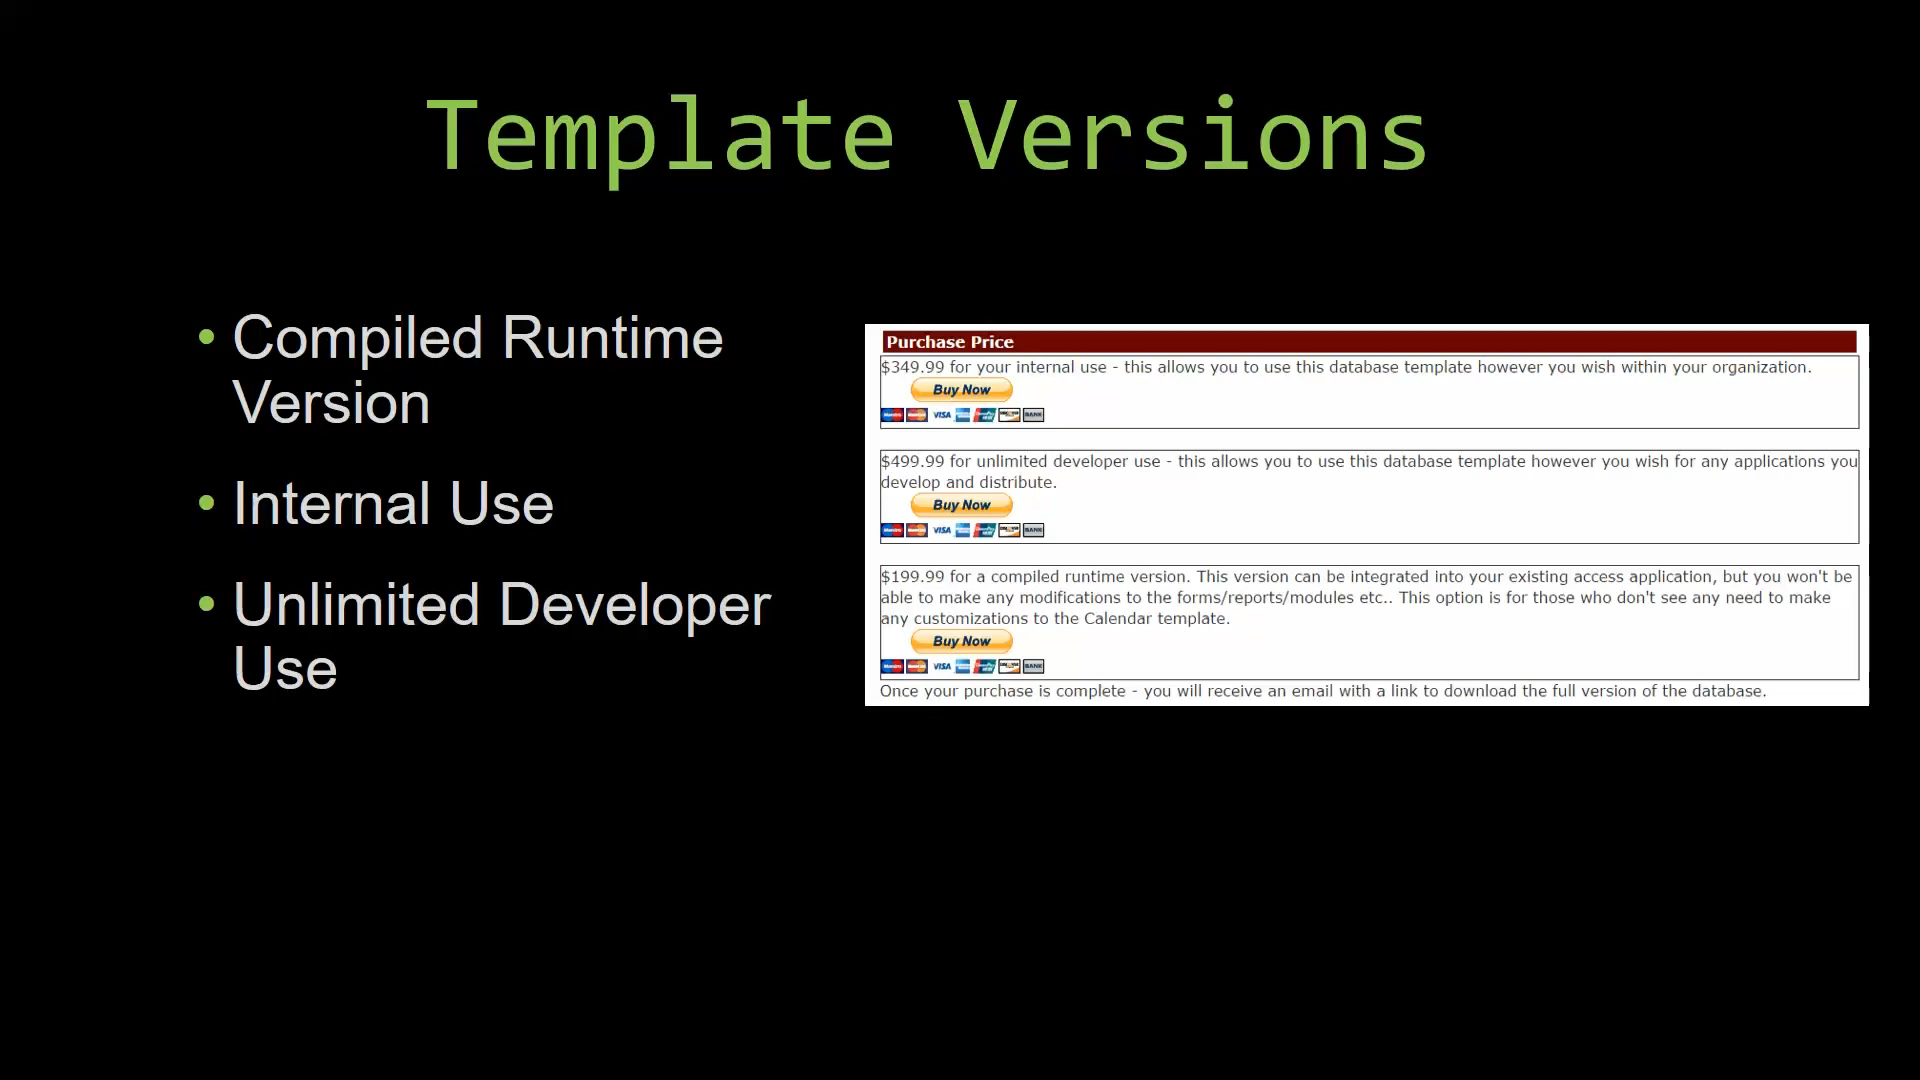 Template Versions
• Compiled Runtime
Version
• Internal Use
• Unlimited Developer
Use
Purchase Price
$349.99 for your internal use - this allows you to use this database template however you wish within your organization.
Buy Now
VISA BANK
$499.99 for unlimited developer use - this allows you to use this database template however you wish for any applications you
develop and distribute.
Buy Now
VISA BANK
$199.99 for a compiled runtime version. This version can be integrated into your existing access application, but you won't be
able to make any modifications to the forms/reports/modules etc.. This option is for those who don't see any need to make
any customizations to the Calendar template.
Buy Now
VISA BANK
Once your purchase is complete - you will receive an email with a link to download the full version of the database.